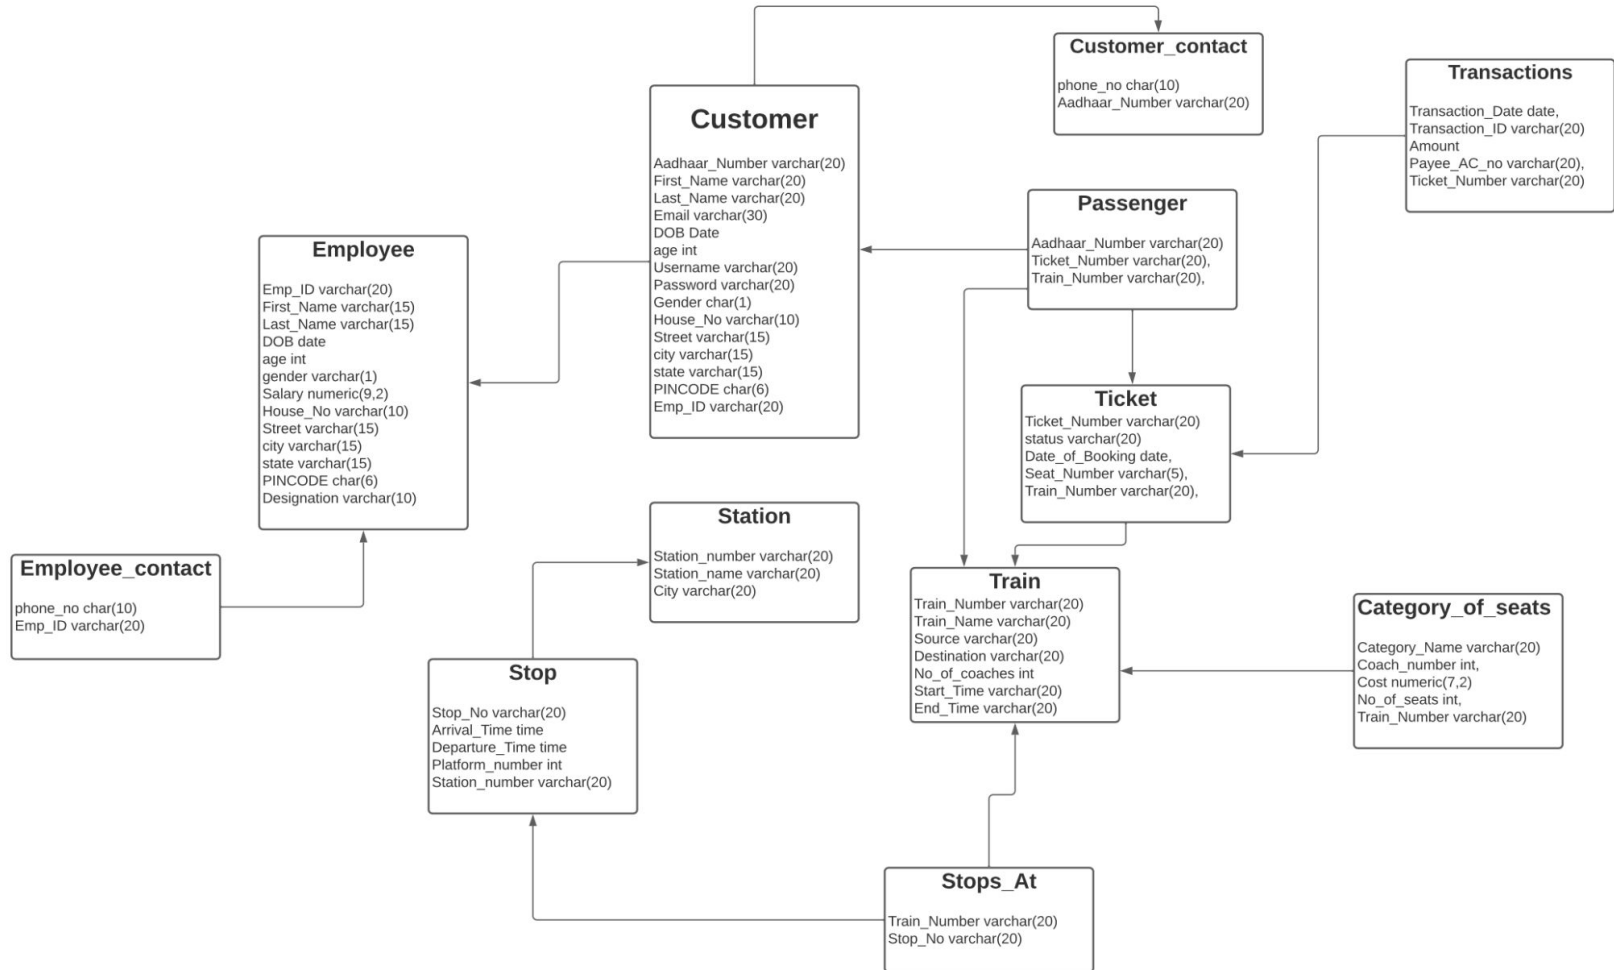 Customer_contact
phone_no char(10)
Aadhaar_Number varchar(20)
Transactions
Transaction_Date date,
Transaction_ID varchar(20)
Amount
Payee_AC_no varchar(20),
Ticket_Number varchar(20)
Customer
Aadhaar_Number varchar(20)
First_Name varchar(20)
Last_Name varchar(20)
Email varchar(30)
DOB Date
age int
Username varchar(20)
Password varchar(20)
Gender char(1)
House_No varchar(10)
Street varchar(15)
city varchar(15)
state varchar(15)
PINCODE char(6)
Emp_ID varchar(20)
Passenger
Aadhaar_Number varchar(20)
Ticket_Number varchar(20),
Train_Number varchar(20),
Employee
Emp_ID varchar(20)
First_Name varchar(15)
Last_Name varchar(15)
DOB date
age int
gender varchar(1)
Salary numeric(9,2)
House_No varchar(10)
Street varchar(15)
city varchar(15)
state varchar(15)
PINCODE char(6)
Designation varchar(10)
Ticket
Ticket_Number varchar(20)
status varchar(20)
Date_of_Booking date,
Seat_Number varchar(5),
Train_Number varchar(20),
Station
Station_number varchar(20)
Station_name varchar(20)
City varchar(20)
Employee_contact
phone_no char(10)
Emp_ID varchar(20)
Train
Train_Number varchar(20)
Train_Name varchar(20)
Source varchar(20)
Destination varchar(20)
No_of_coaches int
Start_Time varchar(20)
End_Time varchar(20)
Category_of_seats
Category_Name varchar(20)
Coach_number int,
Cost numeric(7,2)
No_of_seats int,
Train_Number varchar(20)
Stop
Stop_No varchar(20)
Arrival_Time time
Departure_Time time
Platform_number int
Station_number varchar(20)
Stops_At
Train_Number varchar(20)
Stop_No varchar(20)